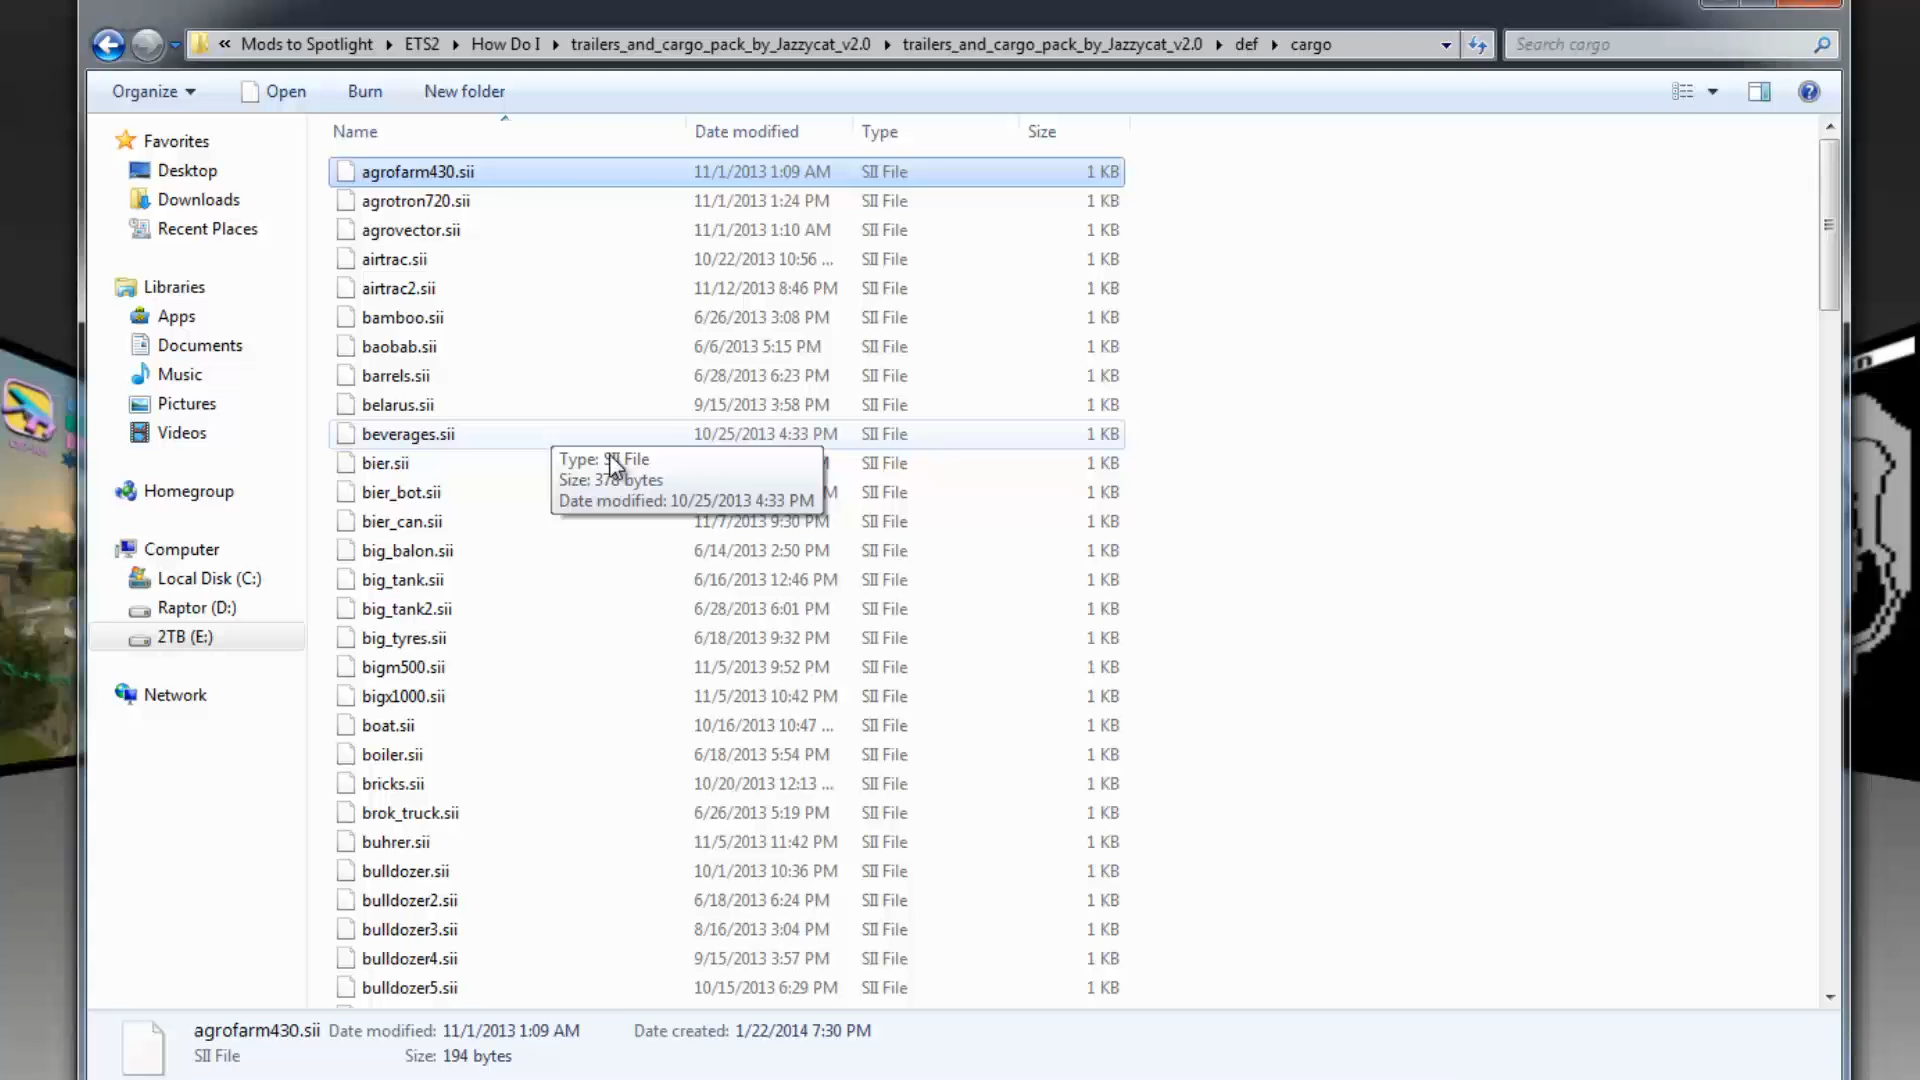 « Mods to Spotlight ▸ ETS2 ▸ How Do I ▸ trailers_and_cargo_pack_by_Jazzycat_v2.0 ▸ trailers_and_cargo_pack_by_Jazzycat_v2.0 ▸ def ▸ cargo
Search cargo
Organize Open Burn New folder
Name Date modified Type Size
Favorites
Desktop
Downloads
Recent Places
Libraries
Apps
Documents
Music
Pictures
Videos
Homegroup
Computer
Local Disk (C:)
Raptor (D:)
2TB (E:)
Network
agrofarm430.sii 11/1/2013 1:09 AM SII File 1 KB
agrotron720.sii 11/1/2013 1:24 PM SII File 1 KB
agrovector.sii 11/1/2013 1:10 AM SII File 1 KB
airtrac.sii 10/22/2013 10:56 ... SII File 1 KB
airtrac2.sii 11/12/2013 8:46 PM SII File 1 KB
bamboo.sii 6/26/2013 3:08 PM SII File 1 KB
baobab.sii 6/6/2013 5:15 PM SII File 1 KB
barrels.sii 6/28/2013 6:23 PM SII File 1 KB
belarus.sii 9/15/2013 3:58 PM SII File 1 KB
beverages.sii 10/25/2013 4:33 PM SII File 1 KB
bier.sii SII File 1 KB
bier_bot.sii SII File 1 KB
bier_can.sii 11/7/2013 9:30 PM SII File 1 KB
big_balon.sii 6/14/2013 2:50 PM SII File 1 KB
big_tank.sii 6/16/2013 12:46 PM SII File 1 KB
big_tank2.sii 6/28/2013 6:01 PM SII File 1 KB
big_tyres.sii 6/18/2013 9:32 PM SII File 1 KB
bigm500.sii 11/5/2013 9:52 PM SII File 1 KB
bigx1000.sii 11/5/2013 10:42 PM SII File 1 KB
boat.sii 10/16/2013 10:47 ... SII File 1 KB
boiler.sii 6/18/2013 5:54 PM SII File 1 KB
bricks.sii 10/20/2013 12:13 ... SII File 1 KB
brok_truck.sii 6/26/2013 5:19 PM SII File 1 KB
buhrer.sii 11/5/2013 11:42 PM SII File 1 KB
bulldozer.sii 10/1/2013 10:36 PM SII File 1 KB
bulldozer2.sii 6/18/2013 6:24 PM SII File 1 KB
bulldozer3.sii 8/16/2013 3:04 PM SII File 1 KB
bulldozer4.sii 9/15/2013 3:57 PM SII File 1 KB
bulldozer5.sii 10/15/2013 6:29 PM SII File 1 KB
Type: SII File
Size: 378 bytes
Date modified: 10/25/2013 4:33 PM
agrofarm430.sii Date modified: 11/1/2013 1:09 AM Date created: 1/22/2014 7:30 PM
SII File Size: 194 bytes